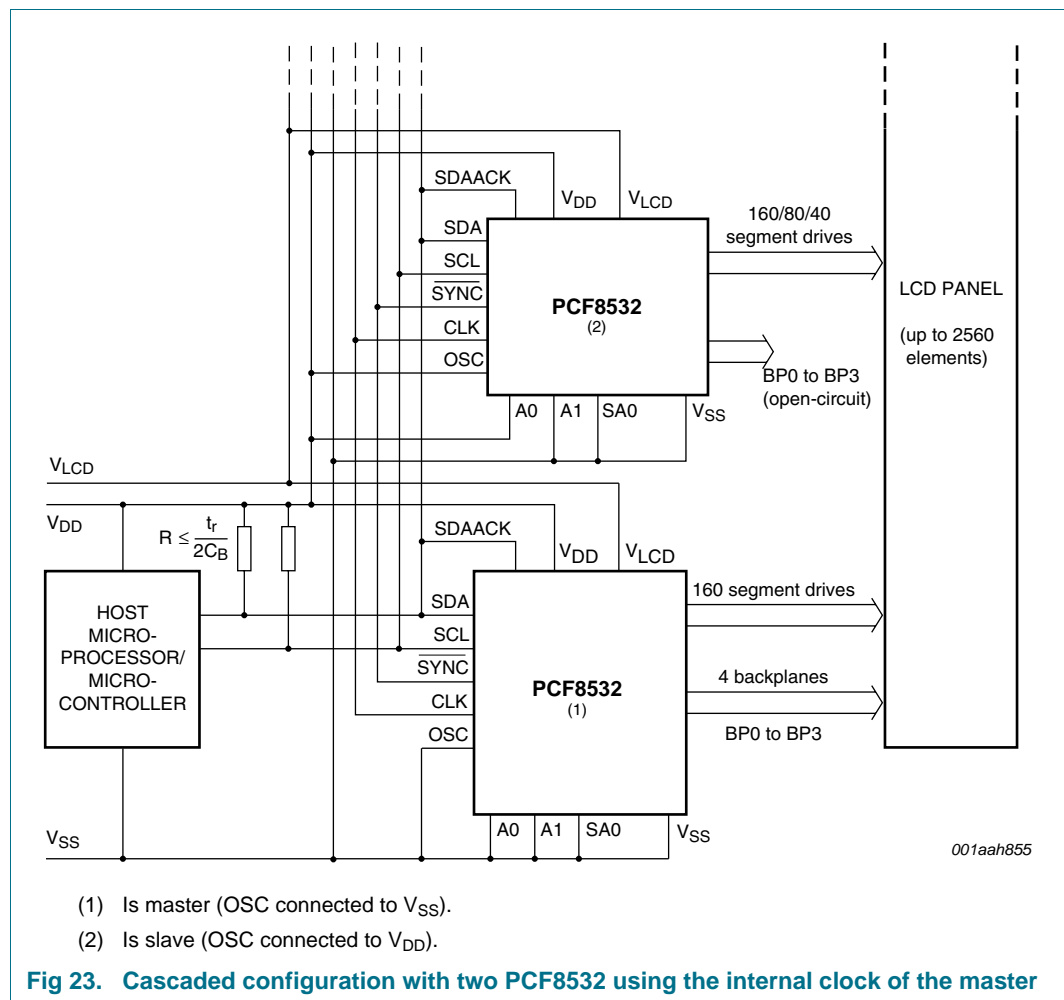 SDAACK
VDD
VLCD
SDA
SCL
SYNC
CLK
OSC
PCF8532
(2)
160/80/40
segment drives
BP0 to BP3
(open-circuit)
A0
A1
SA0
VSS
LCD PANEL
(up to 2560
elements)
VLCD
VDD
R ≤ tr/2CB
HOST
MICRO-
PROCESSOR/
MICRO-
CONTROLLER
SDAACK
VDD
VLCD
SDA
SCL
SYNC
CLK
OSC
PCF8532
(1)
160 segment drives
4 backplanes
BP0 to BP3
A0
A1
SA0
VSS
VSS
001aah855
(1) Is master (OSC connected to VSS).
(2) Is slave (OSC connected to VDD).
Fig 23. Cascaded configuration with two PCF8532 using the internal clock of the master